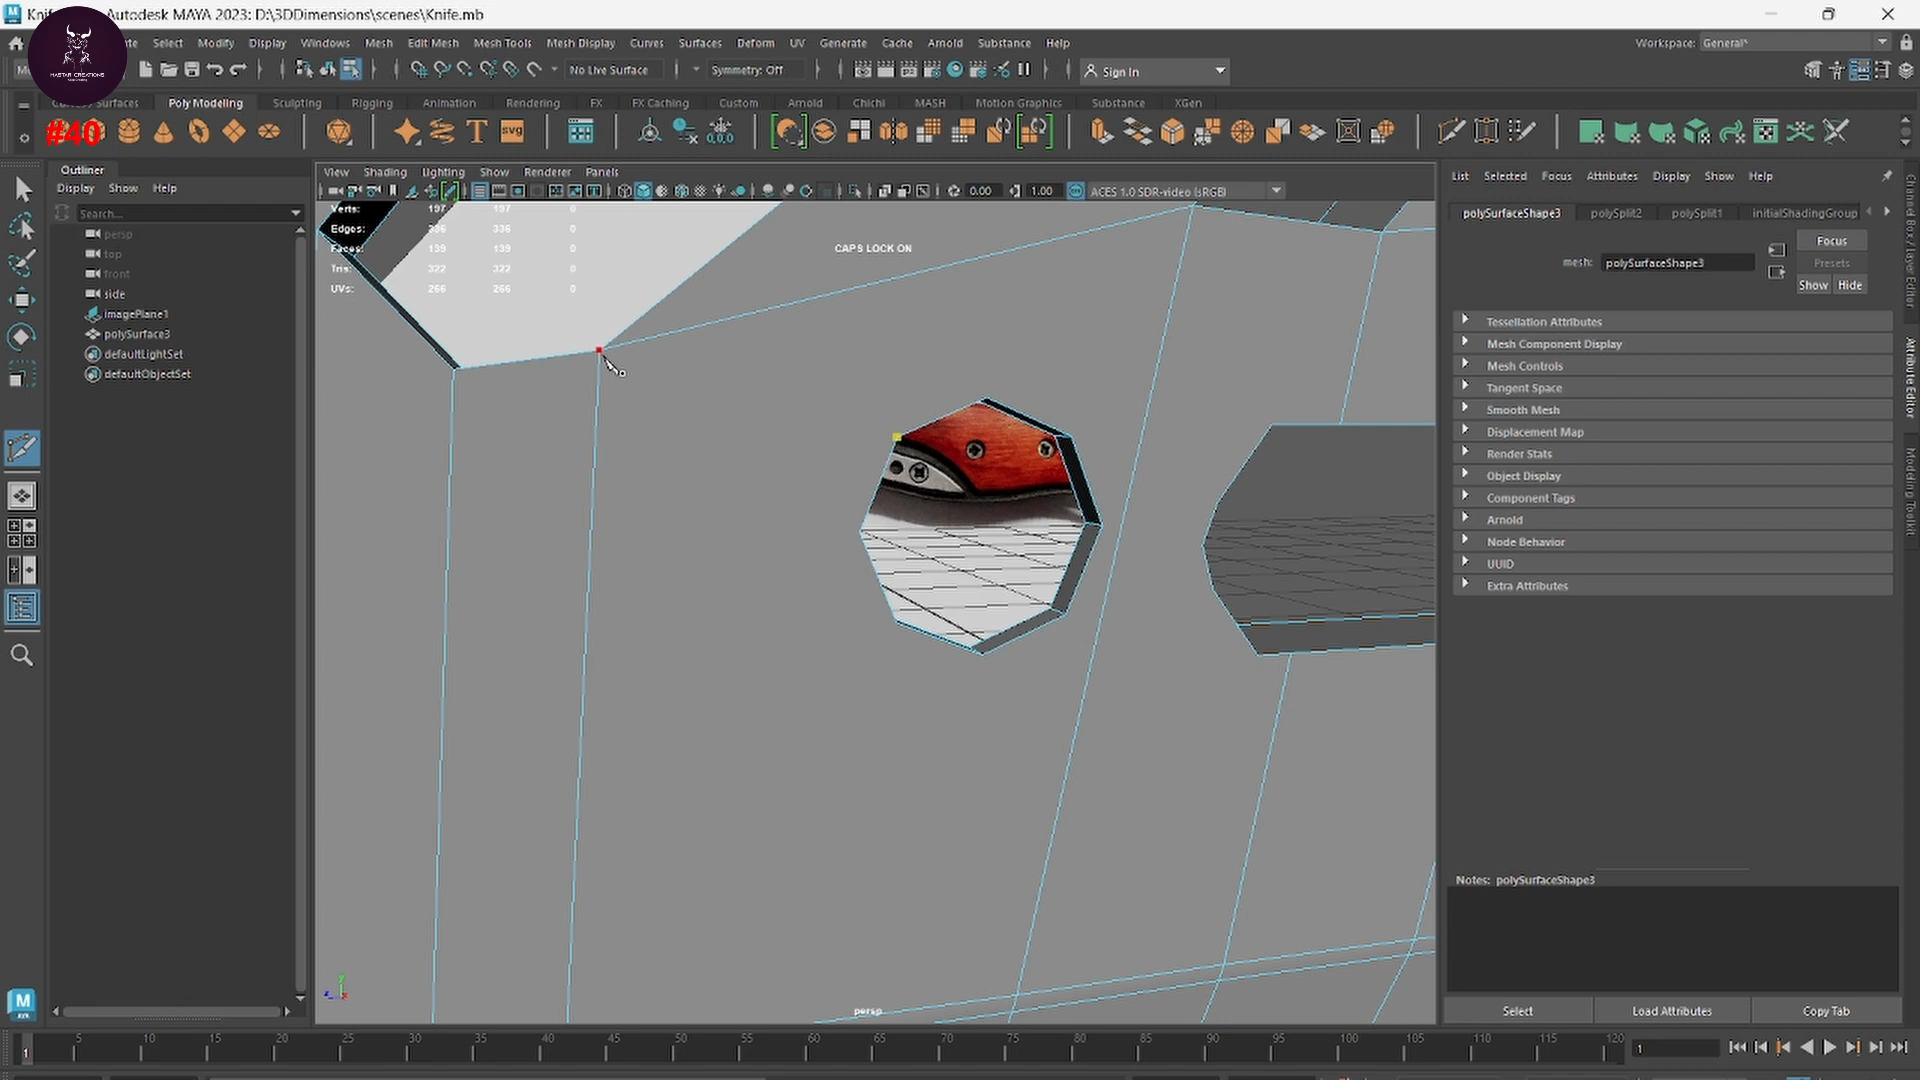 Autodesk MAYA 2023: D:\3DDimensions\scenes\Knife.mb
Select Modify Display Windows Mesh Edit Mesh Mesh Tools Mesh Display Curves Surfaces Deform UV Generate Cache Arnold Substance Help
Workspace: General*
MASTAR CREATIONS
No Live Surface
Symmetry: Off
Sign In
Surfaces Poly Modeling Sculpting Rigging Animation Rendering FX FX Caching Custom Arnold Chichi MASH Motion Graphics Substance XGen
#40
SVG
Outliner
Display Show Help
Search...
persp
top
front
side
imagePlane1
polySurface3
defaultLightSet
defaultObjectSet
View Shading Lighting Show Renderer Panels
0.00
1.00
ACES 1.0 SDR-video (sRGB)
Verts: 197 197 0
Edges: 336 336 0
Faces: 139 139 0
Tris: 322 322 0
UVs: 266 266 0
CAPS LOCK ON
persp
List Selected Focus Attributes Display Show Help
polySurfaceShape3 polySplit2 polySplit1 initialShadingGroup
mesh: polySurfaceShape3
Focus
Presets
Show Hide
Tessellation Attributes
Mesh Component Display
Mesh Controls
Tangent Space
Smooth Mesh
Displacement Map
Render Stats
Object Display
Component Tags
Arnold
Node Behavior
UUID
Extra Attributes
Notes: polySurfaceShape3
Select Load Attributes Copy Tab
Channel Box / Layer Editor
Attribute Editor
Modeling Toolkit
1 5 10 15 20 25 30 35 40 45 50 55 60 65 70 75 80 85 90 95 100 105 110 115 120
1